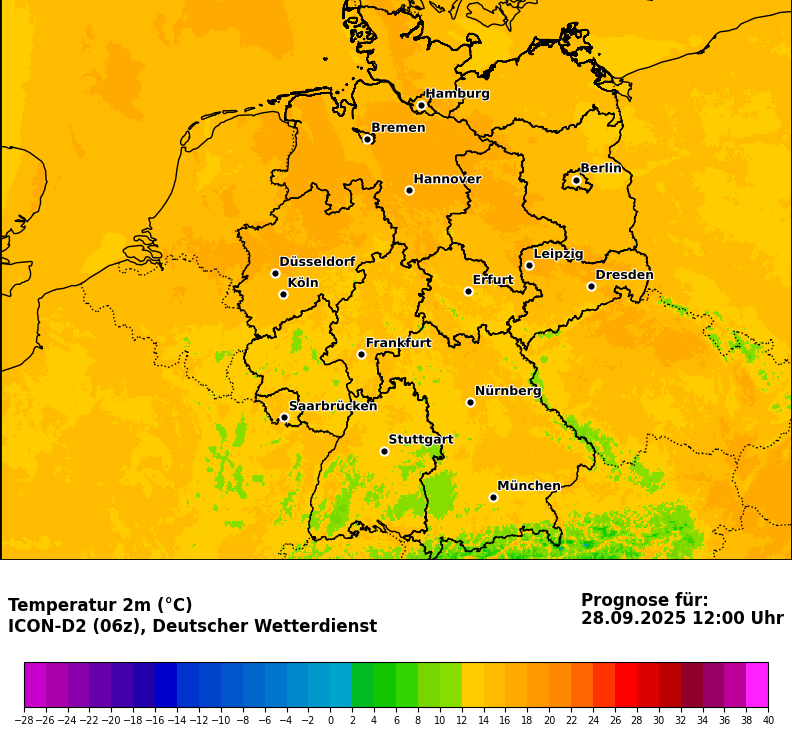 Hamburg
Bremen
Berlin
Hannover
Leipzig
Düsseldorf
Dresden
Köln
Erfurt
Frankfurt
Nürnberg
Saarbrücken
Stuttgart
München
Temperatur 2m (°C)
ICON-D2 (06z), Deutscher Wetterdienst
Prognose für:
28.09.2025 12:00 Uhr
−28 −26 −24 −22 −20 −18 −16 −14 −12 −10 −8 −6 −4 −2 0 2 4 6 8 10 12 14 16 18 20 22 24 26 28 30 32 34 36 38 40